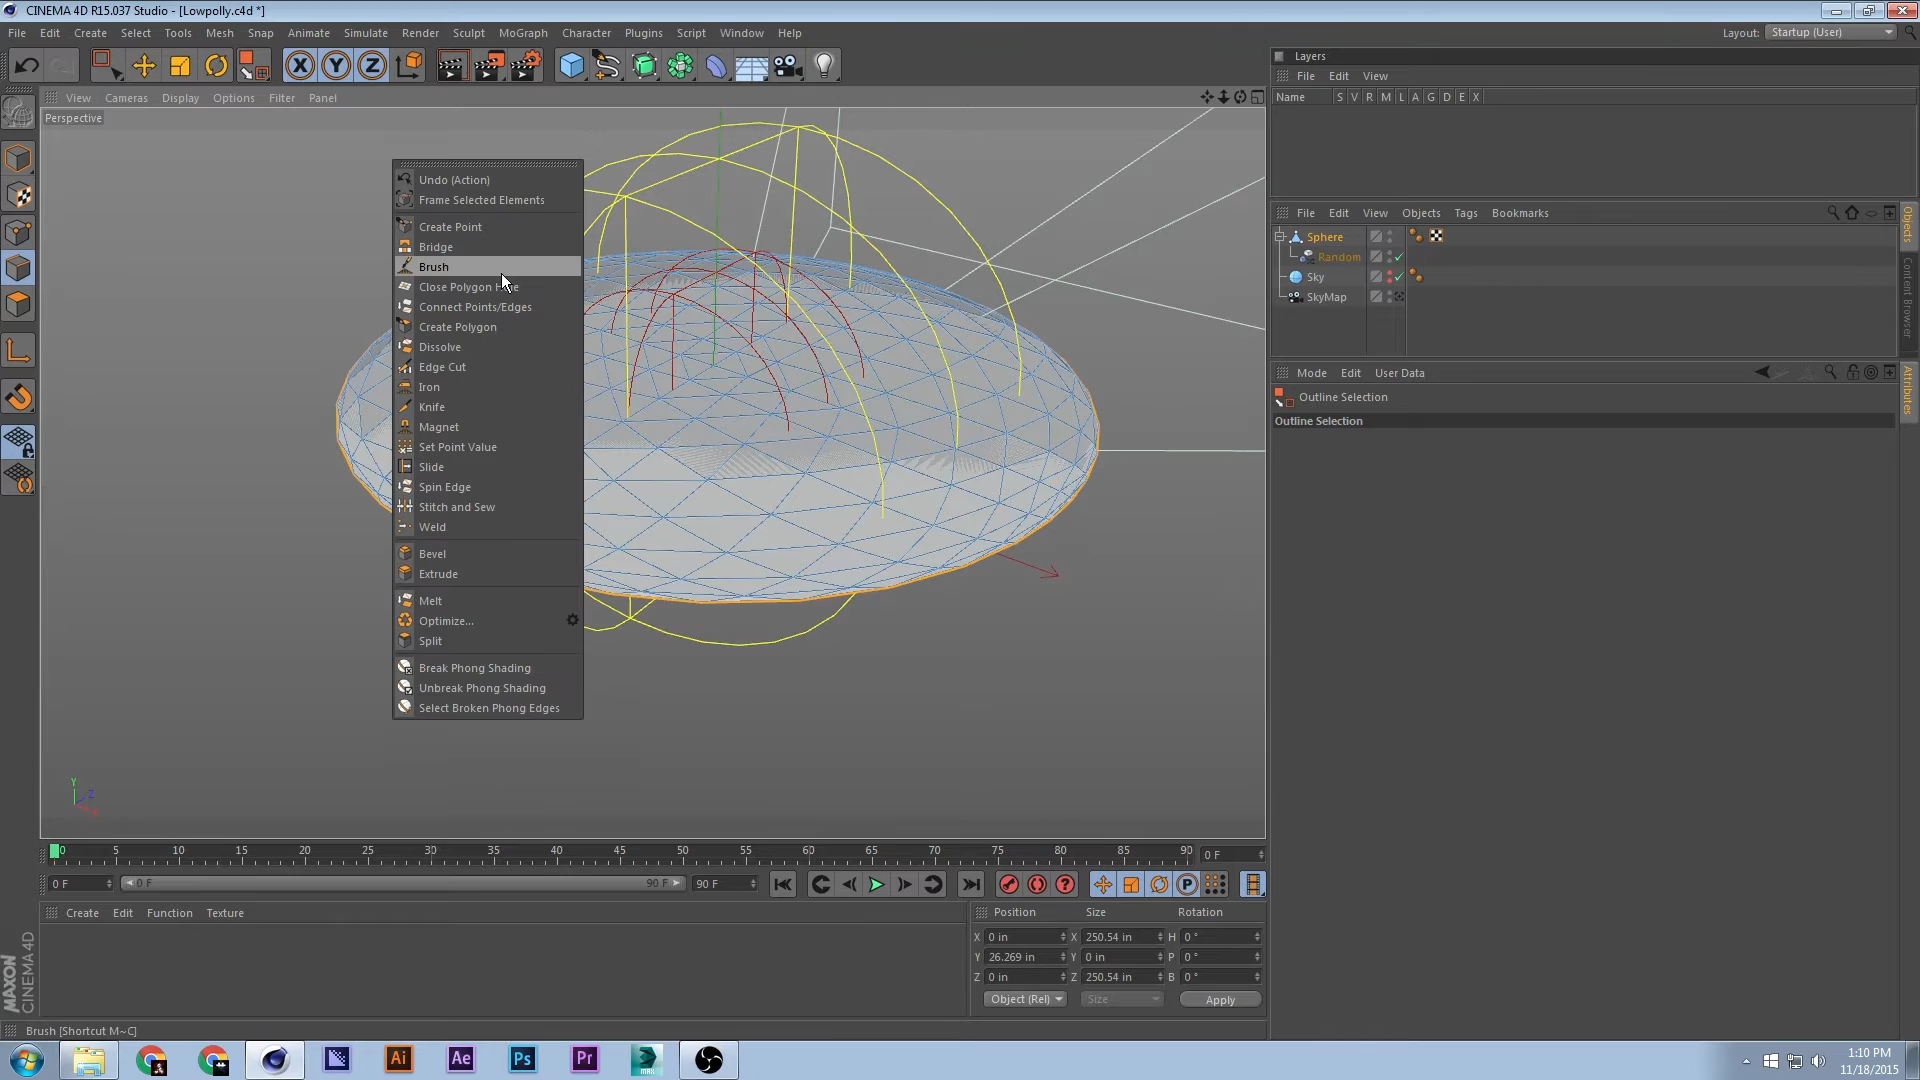 CINEMA 4D R15.037 Studio - [Lowpolly.c4d *]
File Edit Create Select Tools Mesh Snap Animate Simulate Render Sculpt MoGraph Character Plugins Script Window Help
Layout: Startup (User)
X Y Z
View Cameras Display Options Filter Panel
Perspective
Undo (Action)
Frame Selected Elements
Create Point
Bridge
Brush
Close Polygon H
Connect Points/Edges
Create Polygon
Dissolve
Edge Cut
Iron
Knife
Magnet
Set Point Value
Slide
Spin Edge
Stitch and Sew
Weld
Bevel
Extrude
Melt
Optimize...
Split
Break Phong Shading
Unbreak Phong Shading
Select Broken Phong Edges
Y
Z
X
Layers
File Edit View
Name S V R M L A G D E X
File Edit View Objects Tags Bookmarks
Sphere
Random
Sky
SkyMap
Objects
Content Browser
Attributes
Mode Edit User Data
Outline Selection
Outline Selection
0 5 10 15 20 25 30 35 40 45 50 55 60 65 70 75 80 85 90
0 F
0 F 0 F 90 F 90 F
P
Create Edit Function Texture
Position Size Rotation
X 0 in X 250.54 in H 0 °
Y 26.269 in Y 0 in P 0 °
Z 0 in Z 250.54 in B 0 °
Object (Rel) Size Apply
MAXON
CINEMA 4D
Brush [Shortcut M~C]
Ai Ae Ps Pr MAX
1:10 PM
11/18/2015